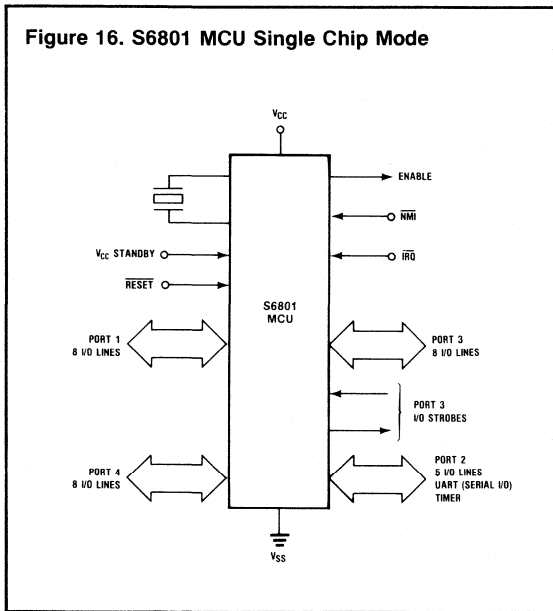 Figure 16. S6801 MCU Single Chip Mode
VCC
ENABLE
NMI
VCC STANDBY
IRQ
RESET
S6801
MCU
PORT 1
8 I/O LINES
PORT 3
8 I/O LINES
PORT 3
I/O STROBES
PORT 4
8 I/O LINES
PORT 2
5 I/O LINES
UART (SERIAL I/O)
TIMER
VSS